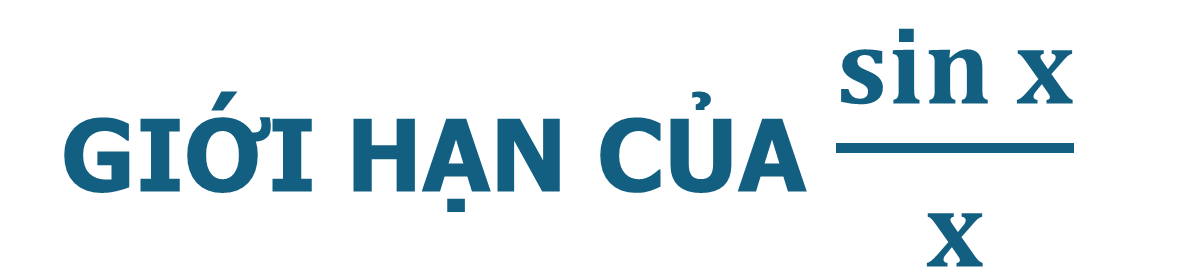 GIỚI HẠN CỦA
sin x
x